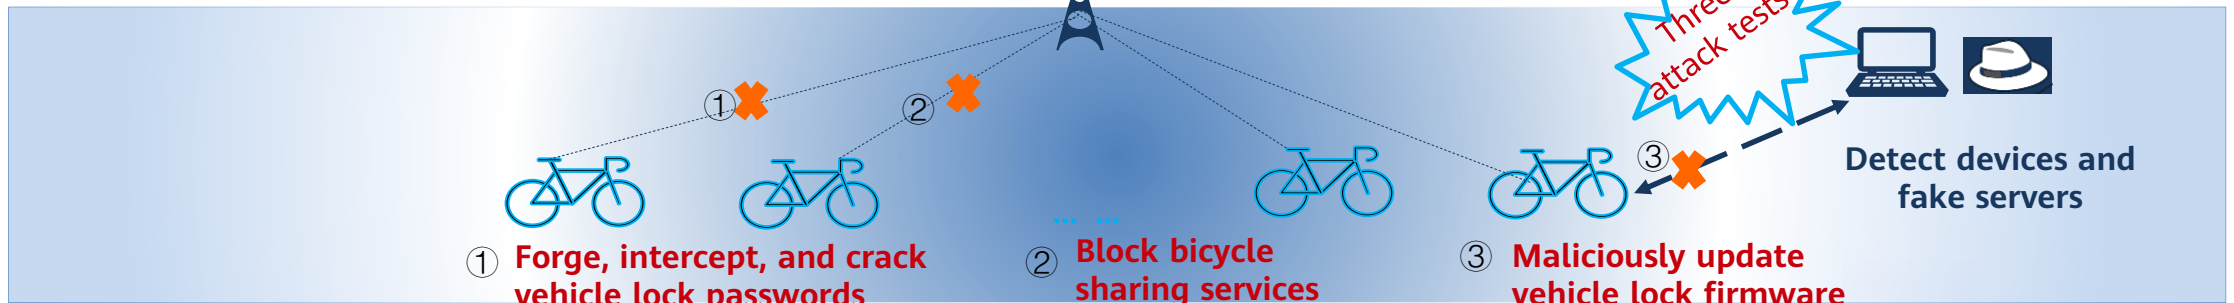 Three
attack tests
①
②
③
Detect devices and
fake servers
... ...
① Forge, intercept, and crack
vehicle lock passwords
② Block bicycle
sharing services
③ Maliciously update
vehicle lock firmware